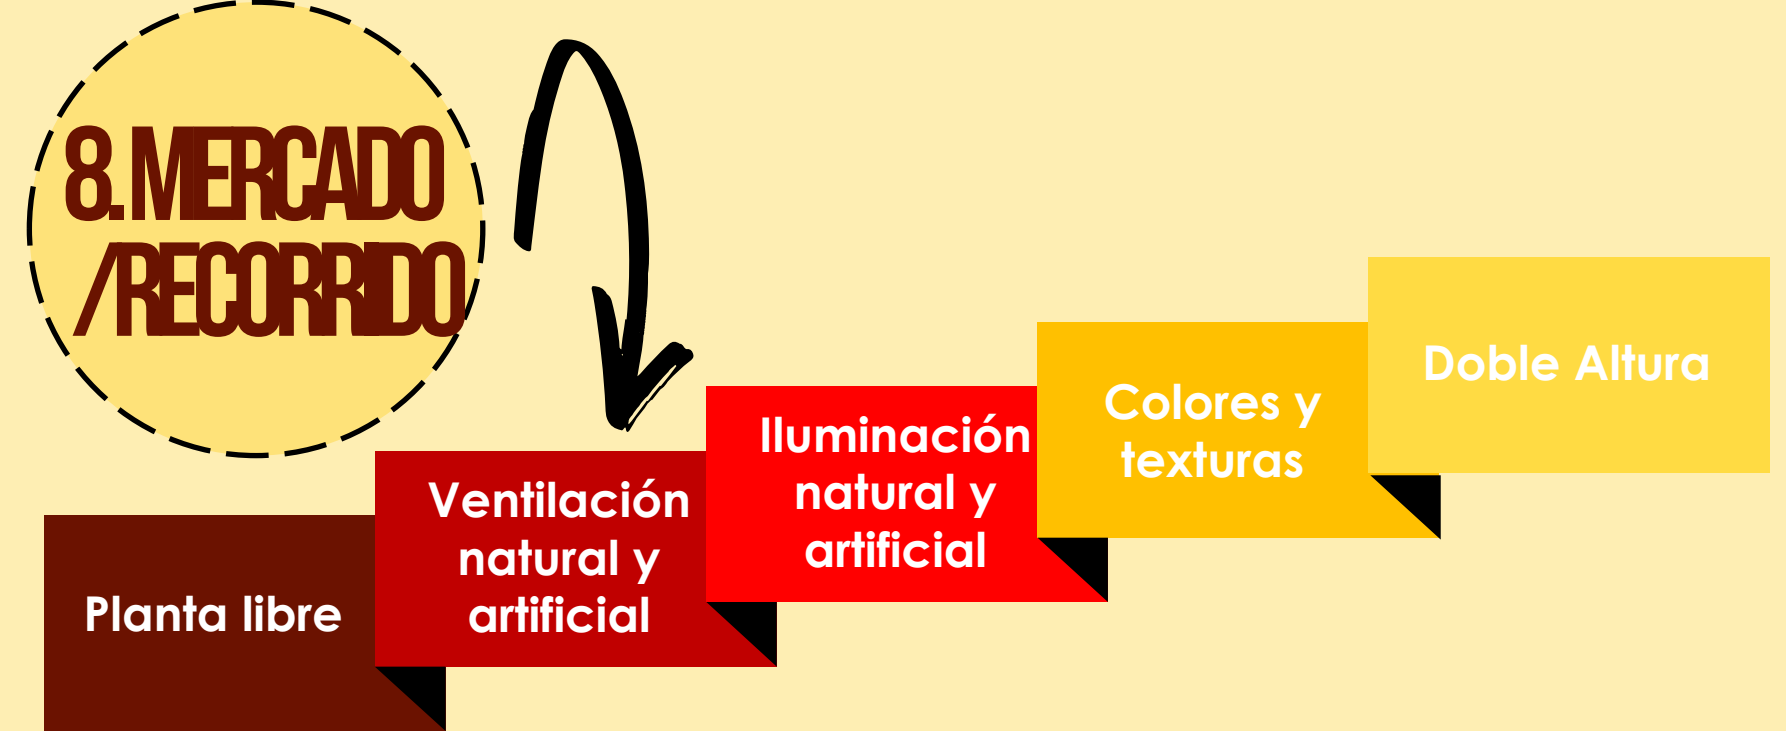 8.MERCADO
/RECORRIDO
Planta libre
Ventilación
natural y
artificial
Iluminación
natural y
artificial
Colores y
texturas
Doble Altura